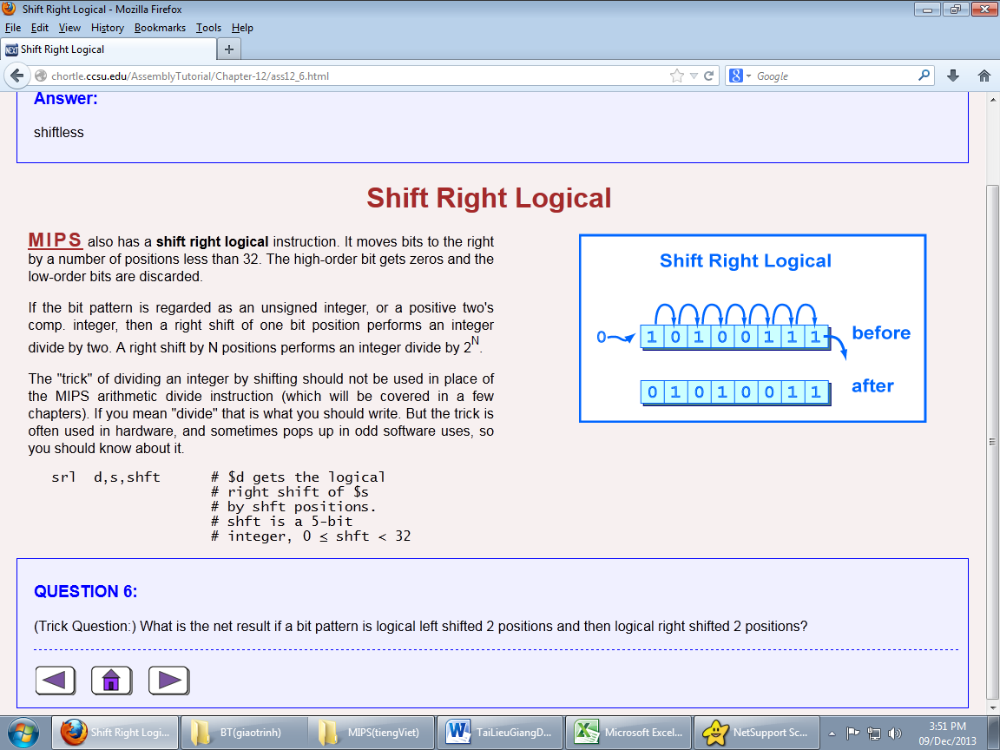 Shift Right Logical - Mozilla Firefox
File Edit View History Bookmarks Tools Help
NEXT Shift Right Logical
chortle.ccsu.edu/AssemblyTutorial/Chapter-12/ass12_6.html
8 Google
Answer:
shiftless
Shift Right Logical
MIPS also has a shift right logical instruction. It moves bits to the right
by a number of positions less than 32. The high-order bit gets zeros and the
low-order bits are discarded.
If the bit pattern is regarded as an unsigned integer, or a positive two's
comp. integer, then a right shift of one bit position performs an integer
divide by two. A right shift by N positions performs an integer divide by 2^N.
The "trick" of dividing an integer by shifting should not be used in place of
the MIPS arithmetic divide instruction (which will be covered in a few
chapters). If you mean "divide" that is what you should write. But the trick is
often used in hardware, and sometimes pops up in odd software uses, so
you should know about it.
srl d,s,shft # $d gets the logical
# right shift of $s
# by shft positions.
# shft is a 5-bit
# integer, 0 ≤ shft < 32
Shift Right Logical
0 1 0 1 0 0 1 1 1 before
0 1 0 1 0 0 1 1 after
QUESTION 6:
(Trick Question:) What is the net result if a bit pattern is logical left shifted 2 positions and then logical right shifted 2 positions?
Shift Right Logi...
BT(giaotrinh)
MIPS(tiengViet)
TaiLieuGiangD...
Microsoft Excel...
NetSupport Sc...
3:51 PM
09/Dec/2013